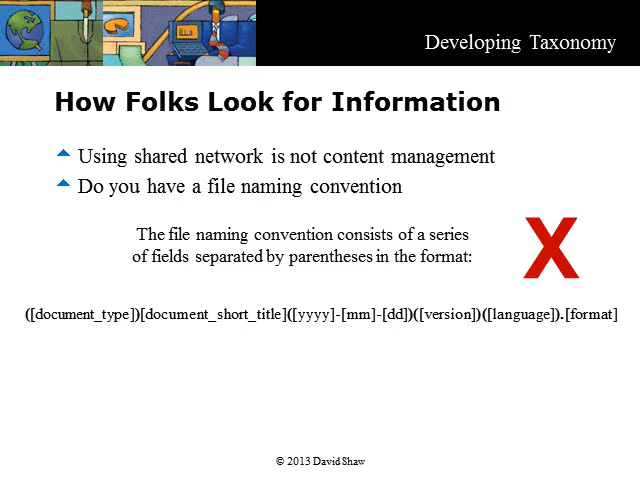 Developing Taxonomy
How Folks Look for Information
Using shared network is not content management
Do you have a file naming convention
The file naming convention consists of a series
of fields separated by parentheses in the format:
X
([document_type])[document_short_title]([yyyy]-[mm]-[dd])([version])([language]).[format]
© 2013 David Shaw